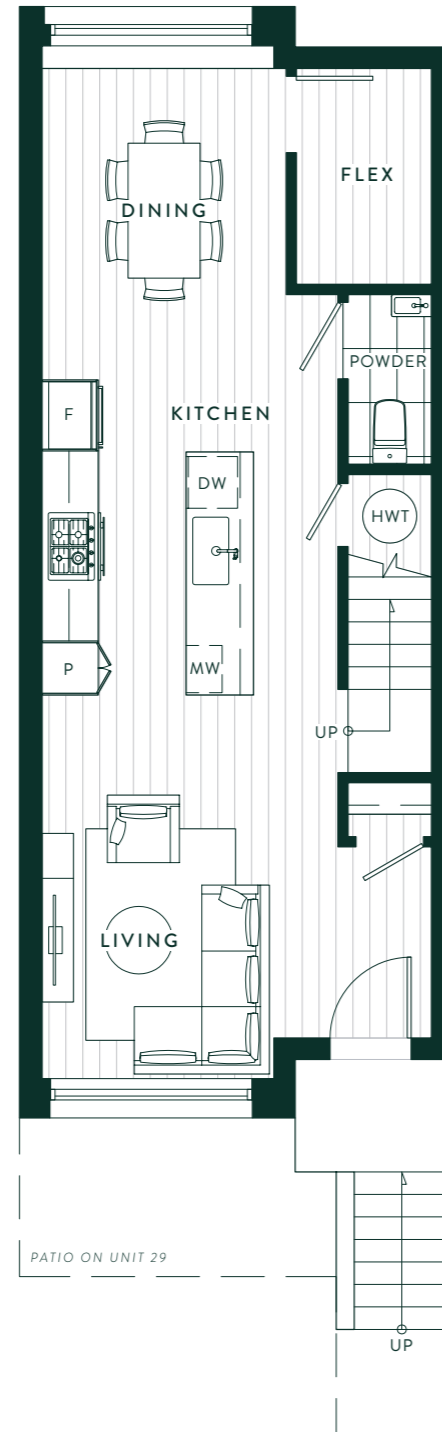 FLEX
DINING
POWDER
F
KITCHEN
DW
HWT
P
MW
UP
LIVING
PATIO ON UNIT 29
UP